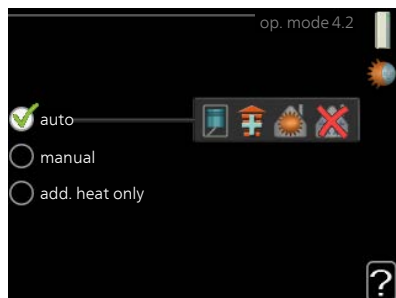 op. mode 4.2
auto
manual
add. heat only
?